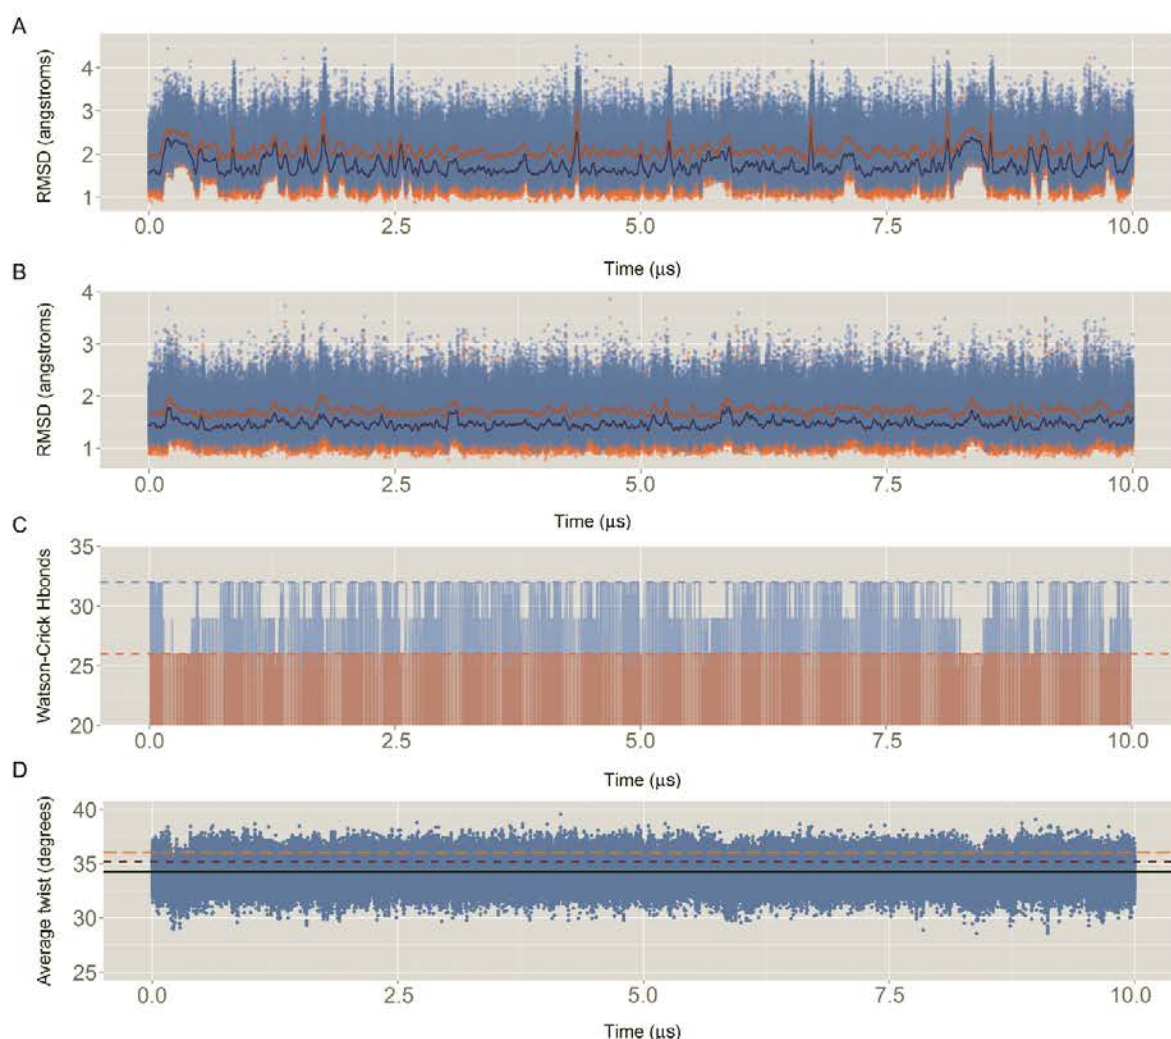 A
RMSD (angstroms)
4
3
2
1
0.0 2.5 5.0 7.5 10.0
Time (μs)
B
RMSD (angstroms)
4
3
2
1
0.0 2.5 5.0 7.5 10.0
Time (μs)
C
Watson-Crick Hbonds
35
30
25
20
0.0 2.5 5.0 7.5 10.0
Time (μs)
D
Average twist (degrees)
40
35
30
25
0.0 2.5 5.0 7.5 10.0
Time (μs)